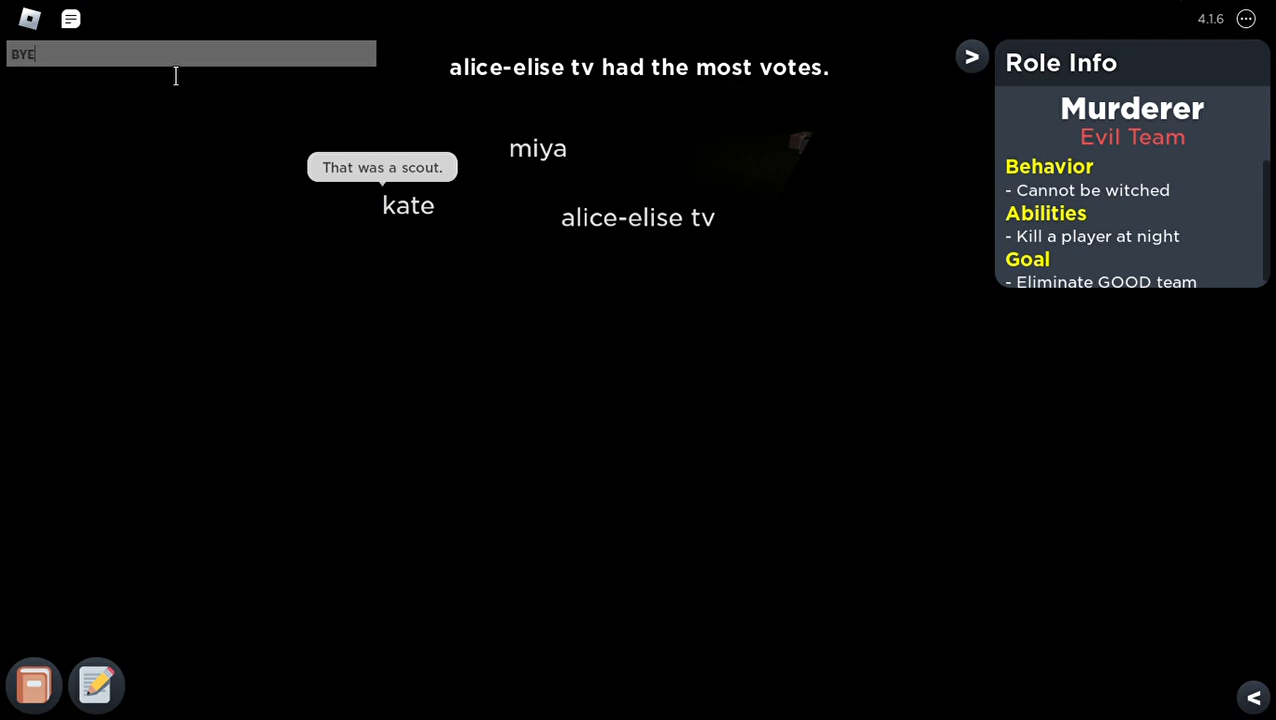 4.1.6
BYE
alice-elise tv had the most votes.
>
Role Info
Murderer
Evil Team
Behavior
- Cannot be witched
Abilities
- Kill a player at night
Goal
- Eliminate GOOD team
miya
That was a scout.
kate
alice-elise tv
<